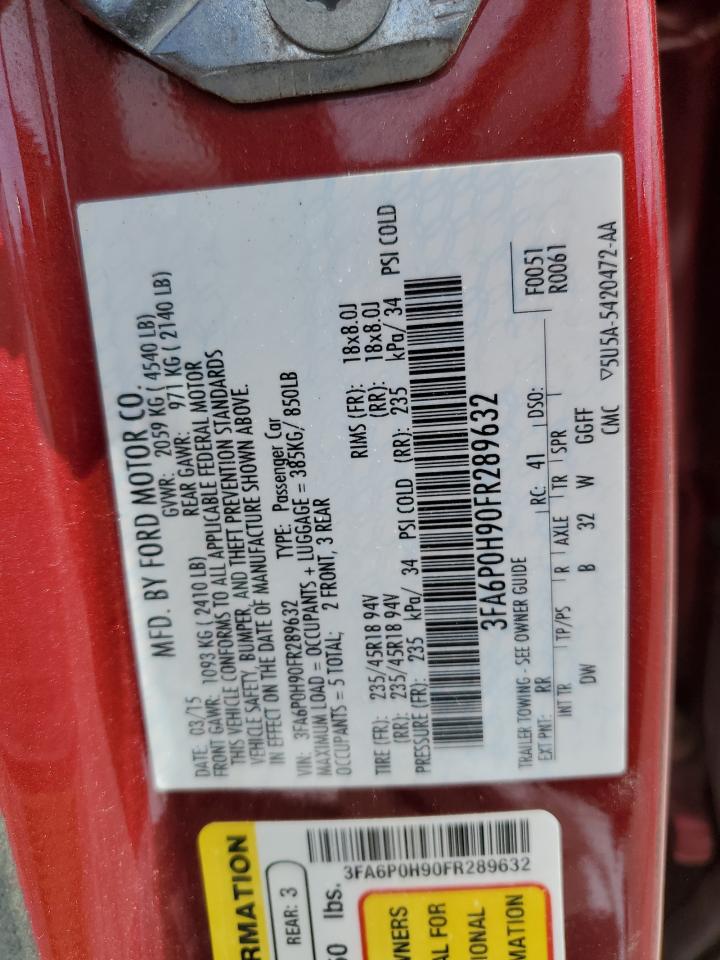 MFD. BY FORD MOTOR CO.
DATE: 03/15 GVWR: 2059 KG ( 4540 LB)
FRONT GAWR: 1093 KG ( 2410 LB) REAR GAWR: 971 KG ( 2140 LB)
THIS VEHICLE CONFORMS TO ALL APPLICABLE FEDERAL MOTOR
VEHICLE SAFETY, BUMPER, AND THEFT PREVENTION STANDARDS
IN EFFECT ON THE DATE OF MANUFACTURE SHOWN ABOVE.
VIN: 3FA6P0H90FR289632 TYPE: Passenger Car
MAXIMUM LOAD = OCCUPANTS + LUGGAGE = 385KG/ 850LB
OCCUPANTS = 5 TOTAL; 2 FRONT, 3 REAR
TIRE (FR): 235/45R18 94V RIMS (FR): 18x8.0J
(RR): 235/45R18 94V (RR): 18x8.0J
PRESSURE (FR): 235 kPa/ 34 PSI COLD (RR): 235 kPa/ 34 PSI COLD
3FA6P0H90FR289632
TRAILER TOWING - SEE OWNER GUIDE F0051
EXT PNT: RR RC: 41 DSO: R0061
INT TR TP/PS R AXLE TR SPR
DW B 32 W GGFF
CMC ▽5U5A-5420472-AA
RMATION
REAR: 3
lbs.
3FA6P0H90FR289632
WNERS
AL FOR
IONAL
MATION